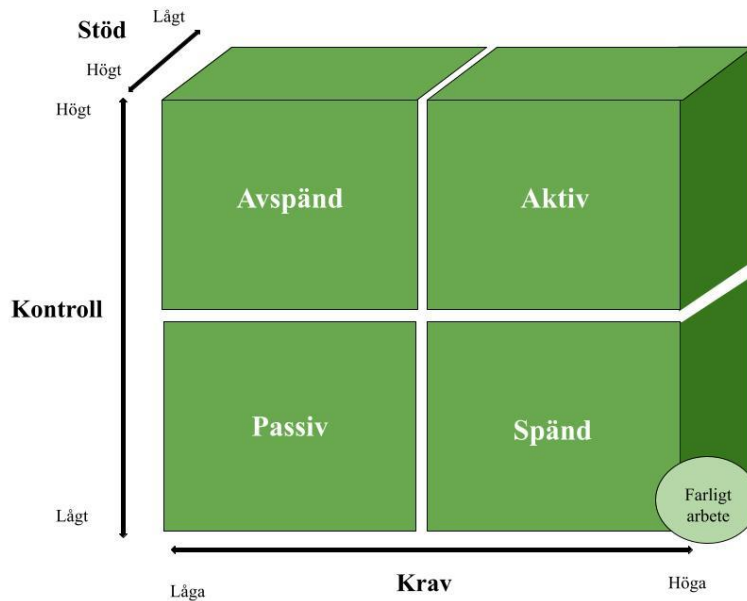 Lågt
Stöd
Högt
Högt
Avspänd
Aktiv
Kontroll
Passiv
Spänd
Farligt
arbete
Lågt
Låga
Krav
Höga